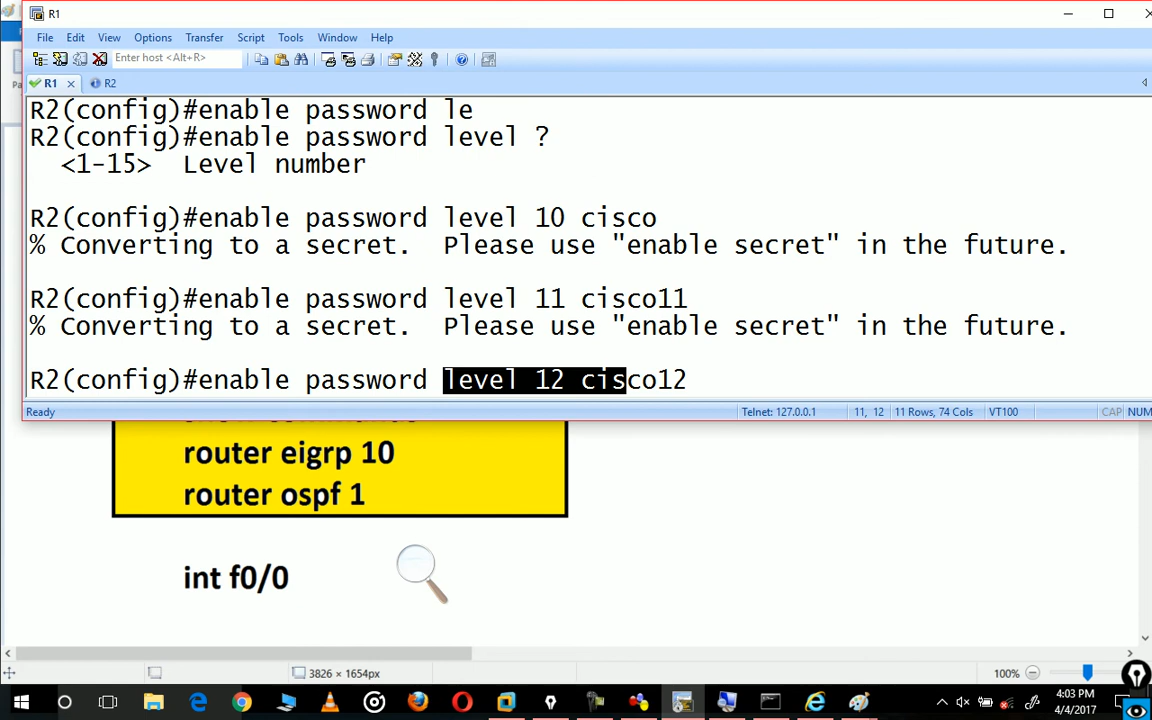 R1
File Edit View Options Transfer Script Tools Window Help
Enter host <Alt+R>
R1 R2
R2(config)#enable password le
R2(config)#enable password level ?
<1-15> Level number
R2(config)#enable password level 10 cisco
% Converting to a secret. Please use "enable secret" in the future.
R2(config)#enable password level 11 cisco11
% Converting to a secret. Please use "enable secret" in the future.
R2(config)#enable password level 12 cisco12
Ready Telnet: 127.0.0.1 11, 12 11 Rows, 74 Cols VT100 CAP NUM
router eigrp 10
router ospf 1
int f0/0
3826 × 1654px 100%
4:03 PM
4/4/2017